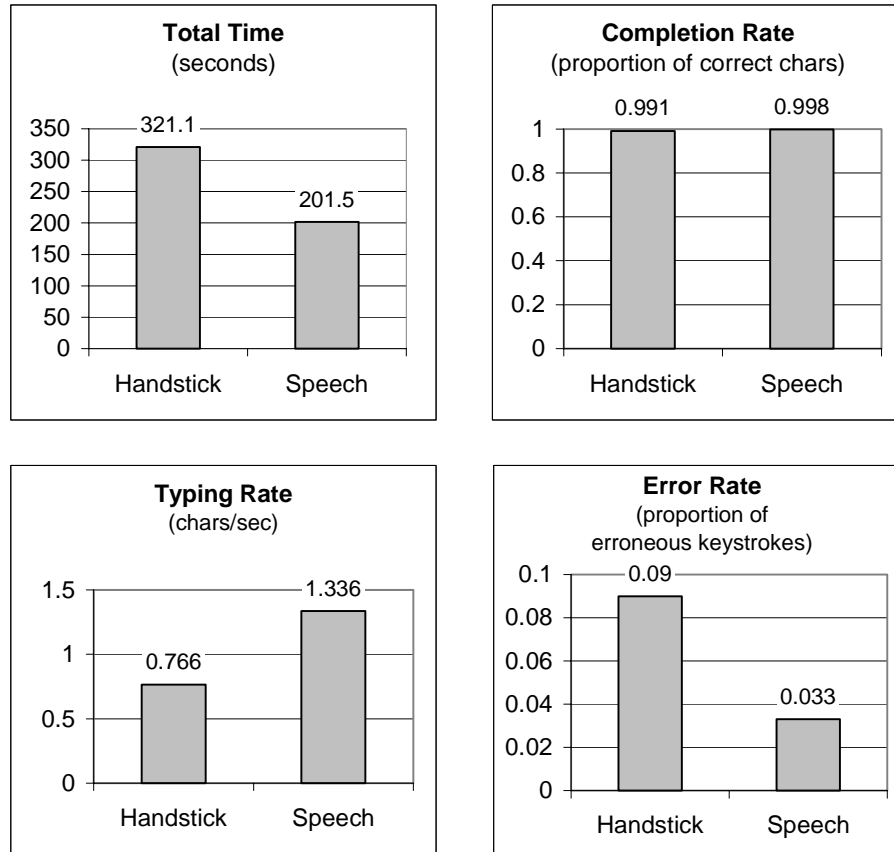 Total Time
(seconds)
350
300
250
200
150
100
50
0
321.1
201.5
Handstick Speech
Completion Rate
(proportion of correct chars)
1
0.8
0.6
0.4
0.2
0
0.991
0.998
Handstick Speech
Typing Rate
(chars/sec)
1.5
1
0.5
0
0.766
1.336
Handstick Speech
Error Rate
(proportion of
erroneous keystrokes)
0.1
0.08
0.06
0.04
0.02
0
0.09
0.033
Handstick Speech